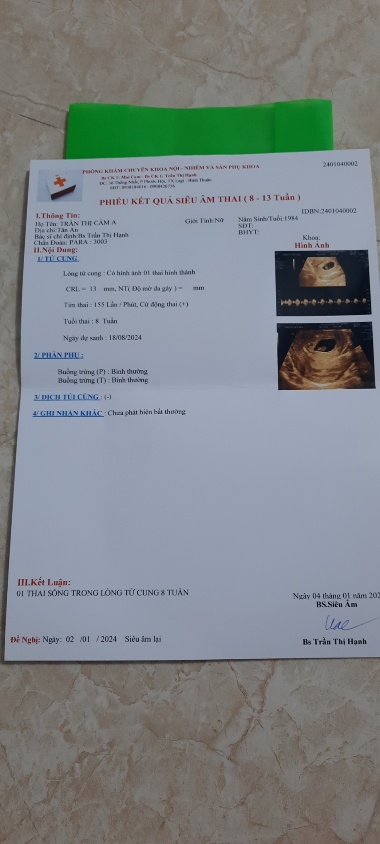 2401040002
PHÒNG KHÁM CHUYÊN KHOA NỘI - NHIỄM VÀ SẢN PHỤ KHOA
PHIẾU KẾT QUẢ SIÊU ÂM THAI ( 8 - 13 Tuần )
IDBN:2401040002
I.Thông Tin:
Họ Tên: TRẦN THỊ CẨM A Giới Tính:Nữ Năm Sinh/Tuổi:1984
Địa chỉ:Tân An SĐT:
Bác sĩ chỉ định:Bs Trần Thị Hạnh BHYT:
Chẩn Đoán: PARA : 3003 Khoa:
II.Nội Dung: Hình Ảnh
1/ TỬ CUNG
Lòng tử cung : Có hình ảnh 01 thai hình thành
CRL = 13 mm, NT( Độ mờ da gáy ) = mm
Tim thai : 155 Lần / Phút, Cử động thai (+)
Tuổi thai : 8 Tuần
Ngày dự sanh : 18/08/2024
2/ PHẦN PHỤ :
Buồng trứng (P) : Bình thường
Buồng trứng (T) : Bình thường
3/ DỊCH TÚI CÙNG : (-)
4/ GHI NHẬN KHÁC : Chưa phát hiện bất thường
III.Kết Luận:
01 THAI SỐNG TRONG LÒNG TỬ CUNG 8 TUẦN
Ngày 04 tháng 01 năm 202
BS.Siêu Âm
Đề Nghị: Ngày: 02 /01 / 2024 Siêu âm lại
Bs Trần Thị Hạnh